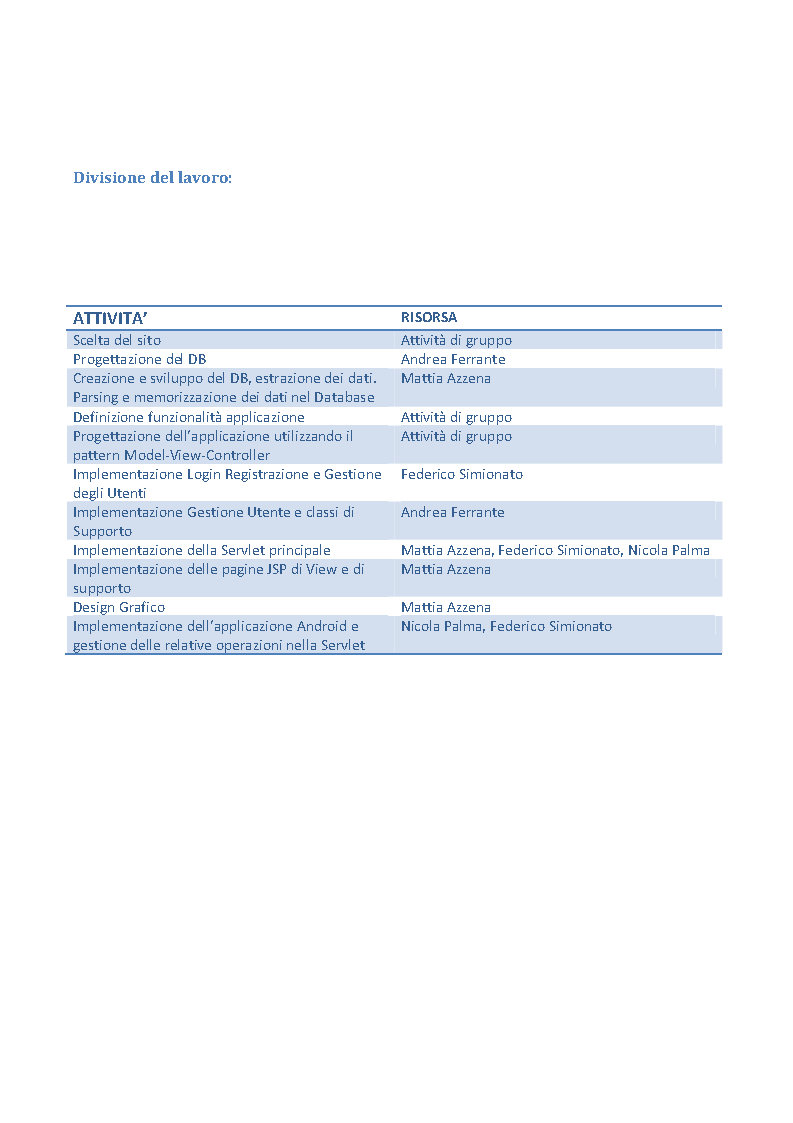 Divisione del lavoro:
ATTIVITA’ RISORSA
Scelta del sito Attività di gruppo
Progettazione del DB Andrea Ferrante
Creazione e sviluppo del DB, estrazione dei dati. Mattia Azzena
Parsing e memorizzazione dei dati nel Database
Definizione funzionalità applicazione Attività di gruppo
Progettazione dell’applicazione utilizzando il Attività di gruppo
pattern Model-View-Controller
Implementazione Login Registrazione e Gestione Federico Simionato
degli Utenti
Implementazione Gestione Utente e classi di Andrea Ferrante
Supporto
Implementazione della Servlet principale Mattia Azzena, Federico Simionato, Nicola Palma
Implementazione delle pagine JSP di View e di Mattia Azzena
supporto
Design Grafico Mattia Azzena
Implementazione dell’applicazione Android e Nicola Palma, Federico Simionato
gestione delle relative operazioni nella Servlet